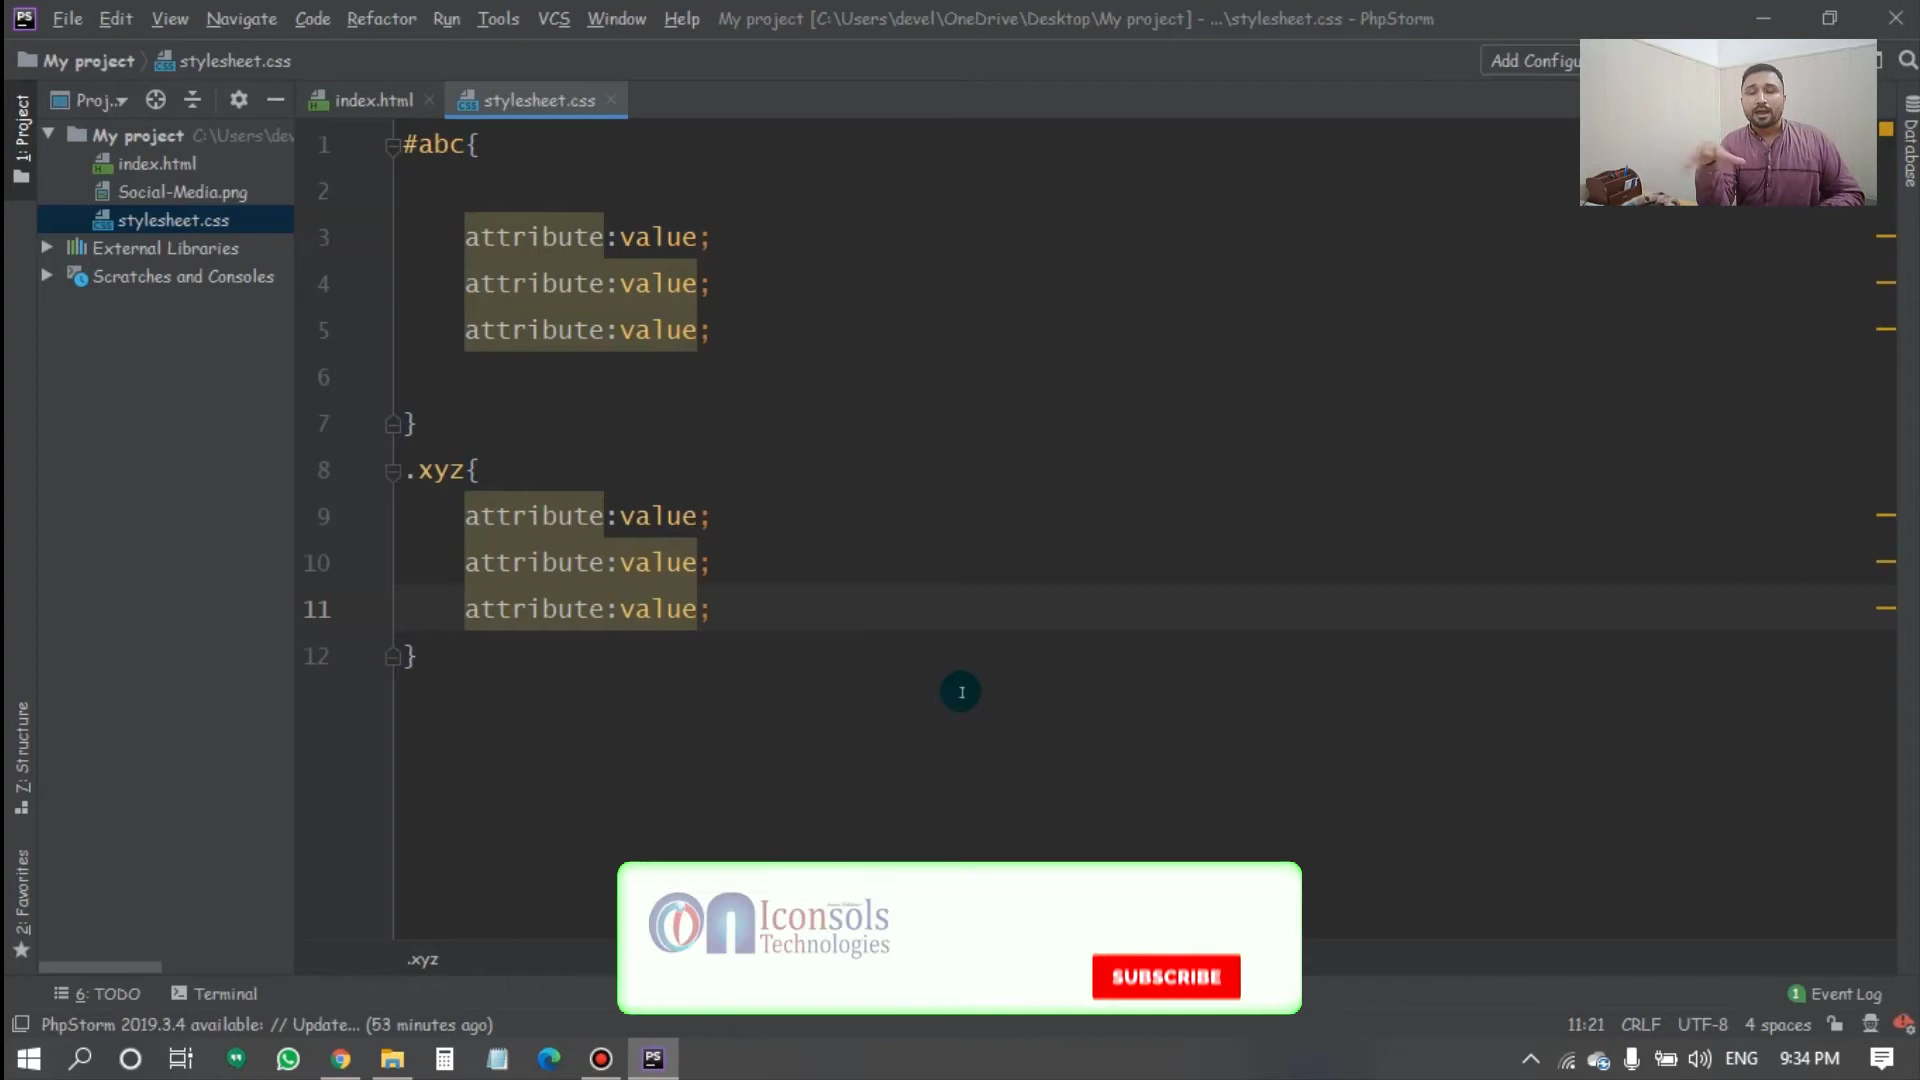 File Edit View Navigate Code Refactor Run Tools VCS Window Help My project [C:\Users\devel\OneDrive\Desktop\My project] - ...\stylesheet.css - PhpStorm
My project stylesheet.css
Add Configu
1: Project
Proj..
index.html
stylesheet.css
Database
My project C:\Users\dev
index.html
Social-Media.png
stylesheet.css
External Libraries
Scratches and Consoles
1 #abc{
2
3 attribute:value;
4 attribute:value;
5 attribute:value;
6
7 }
8 .xyz{
9 attribute:value;
10 attribute:value;
11 attribute:value;
12 }
Z: Structure
2: Favorites
.xyz
Iconsols
Technologies
SUBSCRIBE
6: TODO Terminal
1 Event Log
PhpStorm 2019.3.4 available: // Update... (53 minutes ago)
11:21 CRLF UTF-8 4 spaces
PS
ENG 9:34 PM